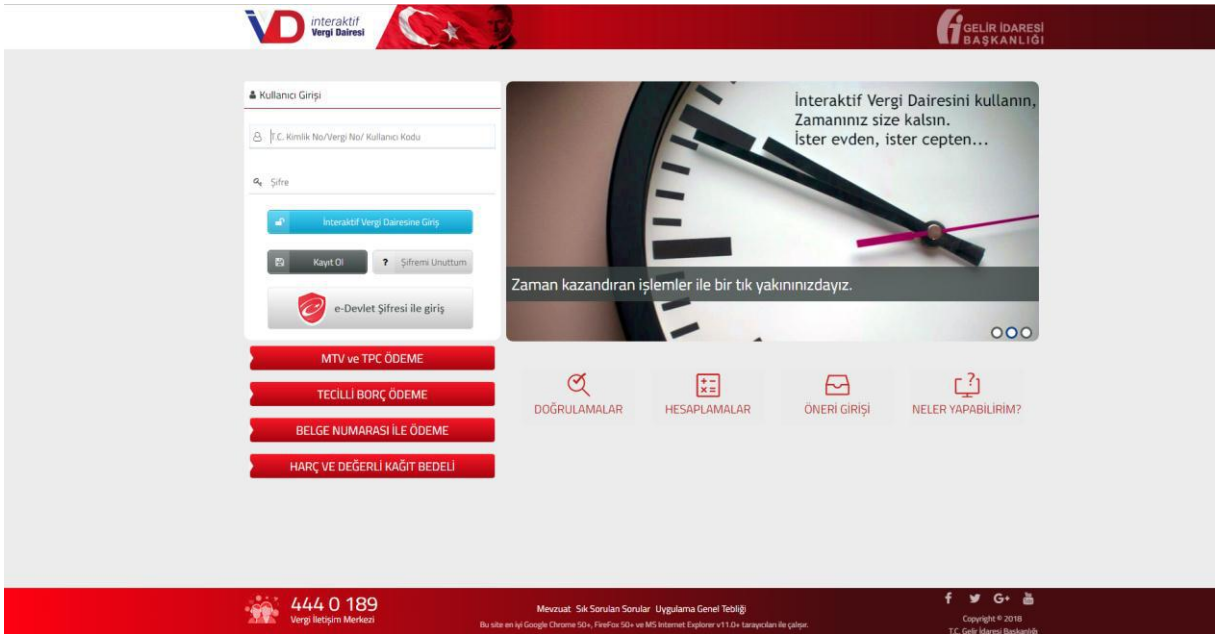 interaktif
Vergi Dairesi
GELİR İDARESİ
BAŞKANLIĞI
Kullanıcı Girişi
T.C. Kimlik No/Vergi No/ Kullanıcı Kodu
Şifre
İnteraktif Vergi Dairesine Giriş
Kayıt Ol
? Şifremi Unuttum
e-Devlet Şifresi ile giriş
MTV ve TPC ÖDEME
TECİLLİ BORÇ ÖDEME
BELGE NUMARASI İLE ÖDEME
HARÇ VE DEĞERLİ KAĞIT BEDELİ
İnteraktif Vergi Dairesini kullanın,
Zamanınız size kalsın.
İster evden, ister cepten...
Zaman kazandıran işlemler ile bir tık yakınınızdayız.
DOĞRULAMALAR
HESAPLAMALAR
ÖNERİ GİRİŞİ
NELER YAPABİLİRİM?
444 0 189
Vergi İletişim Merkezi
Mevzuat Sık Sorulan Sorular Uygulama Genel Tebliği
Bu site en iyi Google Chrome 50+, FireFox 50+ ve MS Internet Explorer v11.0+ tarayıcıları ile çalışır.
Copyright © 2018
T.C. Gelir İdaresi Başkanlığı